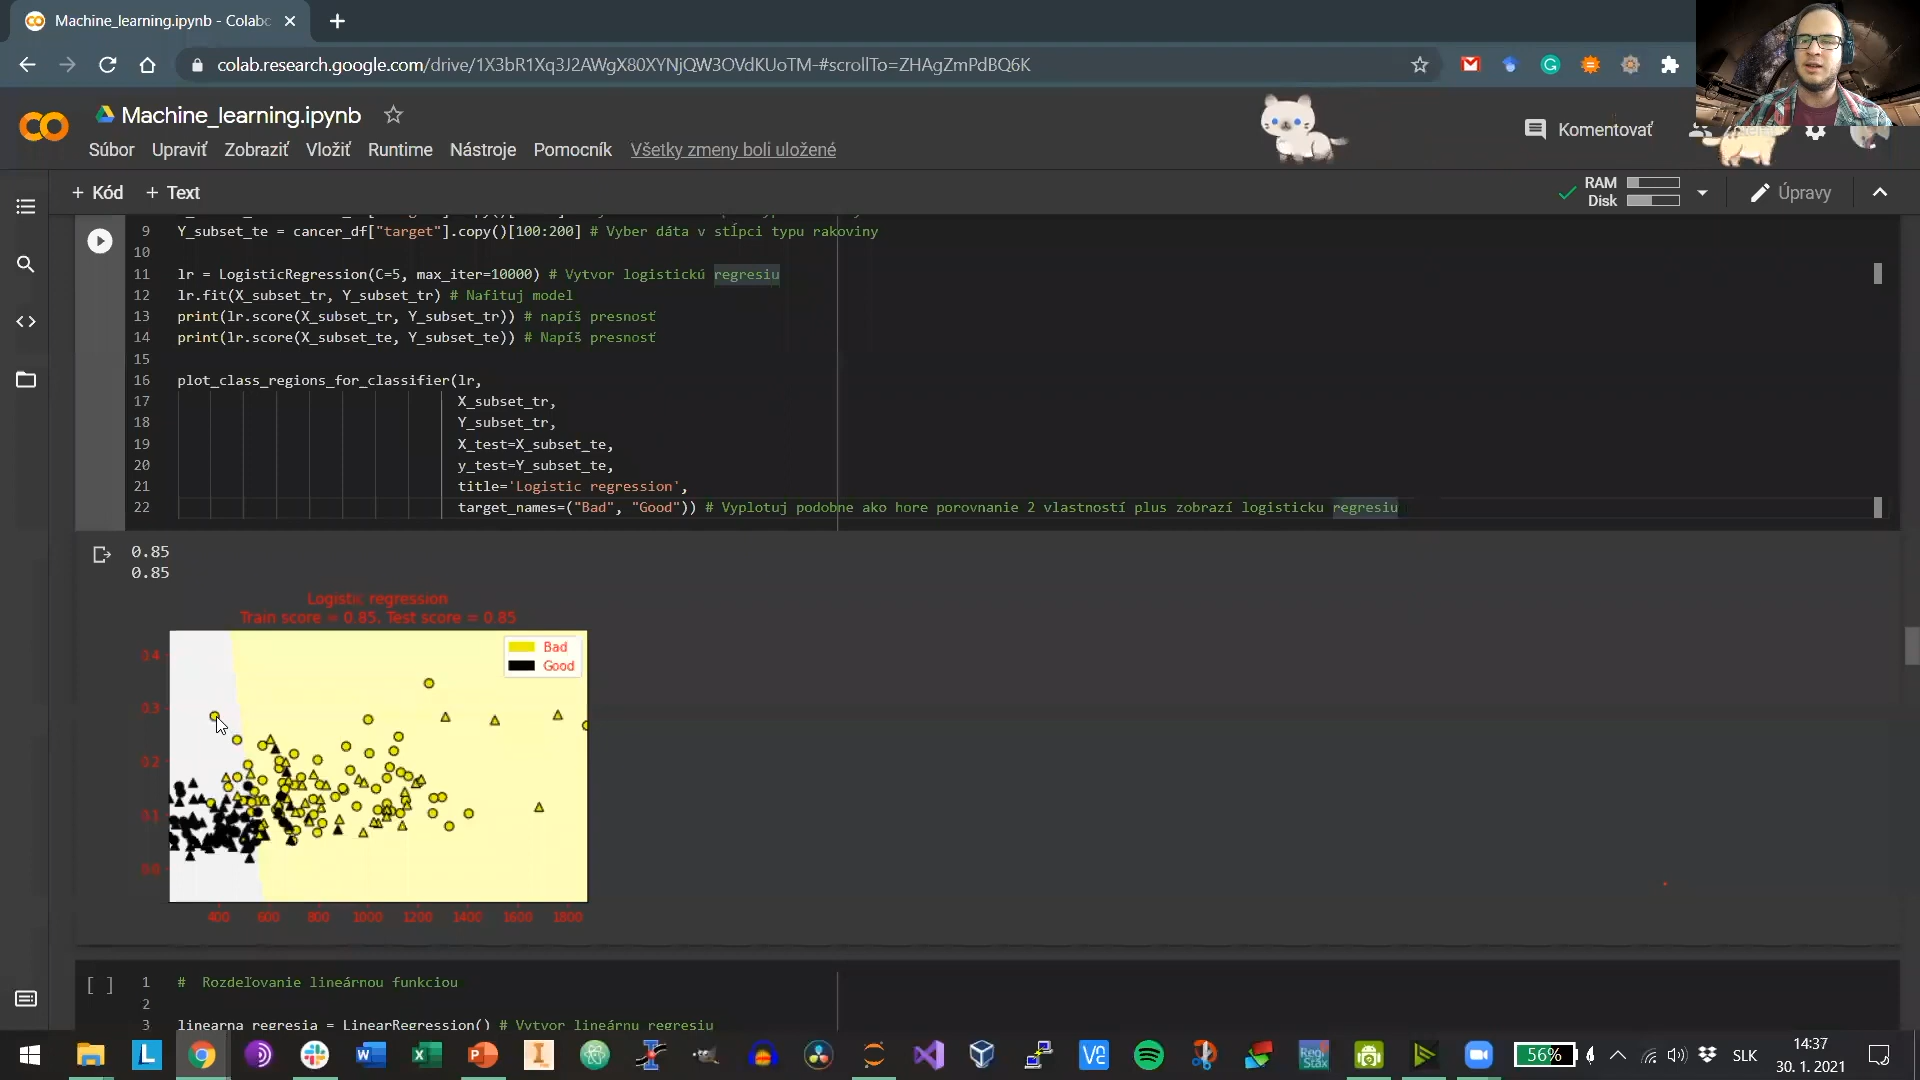 Machine_learning.ipynb - Colab
colab.research.google.com/drive/1X3bR1Xq3J2AWgX80XYNjQW3OVdKUoTM-#scrollTo=ZHAgZmPdBQ6K
Machine_learning.ipynb
Komentovať
Súbor Upraviť Zobraziť Vložiť Runtime Nástroje Pomocník Všetky zmeny boli uložené
+ Kód + Text
RAM
Disk
Úpravy
9 Y_subset_te = cancer_df["target"].copy()[100:200] # Vyber dáta v stĺpci typu rakoviny
10
11 lr = LogisticRegression(C=5, max_iter=10000) # Vytvor logistickú regresiu
12 lr.fit(X_subset_tr, Y_subset_tr) # Nafituj model
13 print(lr.score(X_subset_tr, Y_subset_tr)) # napíš presnosť
14 print(lr.score(X_subset_te, Y_subset_te)) # Napíš presnosť
15
16 plot_class_regions_for_classifier(lr,
17 X_subset_tr,
18 Y_subset_tr,
19 X_test=X_subset_te,
20 y_test=Y_subset_te,
21 title='Logistic regression',
22 target_names=("Bad", "Good")) # Vyplotuj podobne ako hore porovnanie 2 vlastností plus zobrazí logisticku regresiu
0.85
0.85
Logistic regression
Train score = 0.85, Test score = 0.85
Bad
Good
0.4
0.3
0.2
0.1
0.0
400 600 800 1000 1200 1400 1600 1800
[ ] 1 # Rozdeľovanie lineárnou funkciou
2
3 linearna_regresia = LinearRegression() # Vytvor lineárnu regresiu
56%
SLK
14:37
30. 1. 2021